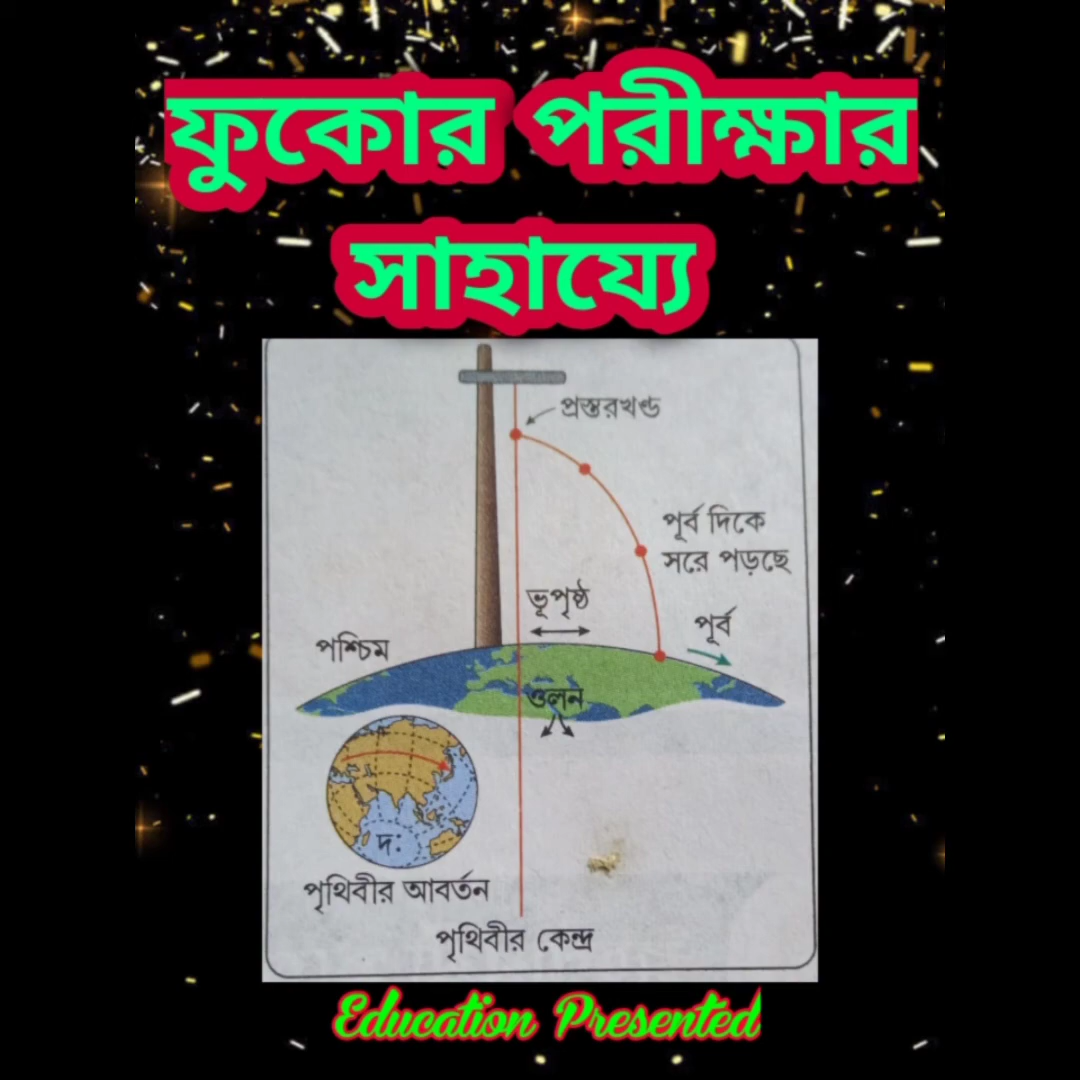 ফুকোর পরীক্ষার
সাহায্যে
প্রস্তরখণ্ড
পূর্ব দিকে
সরে পড়ছে
ভূপৃষ্ঠ
পূর্ব
পশ্চিম
ওলন
দ:
পৃথিবীর আবর্তন
পৃথিবীর কেন্দ্র
Education Presented